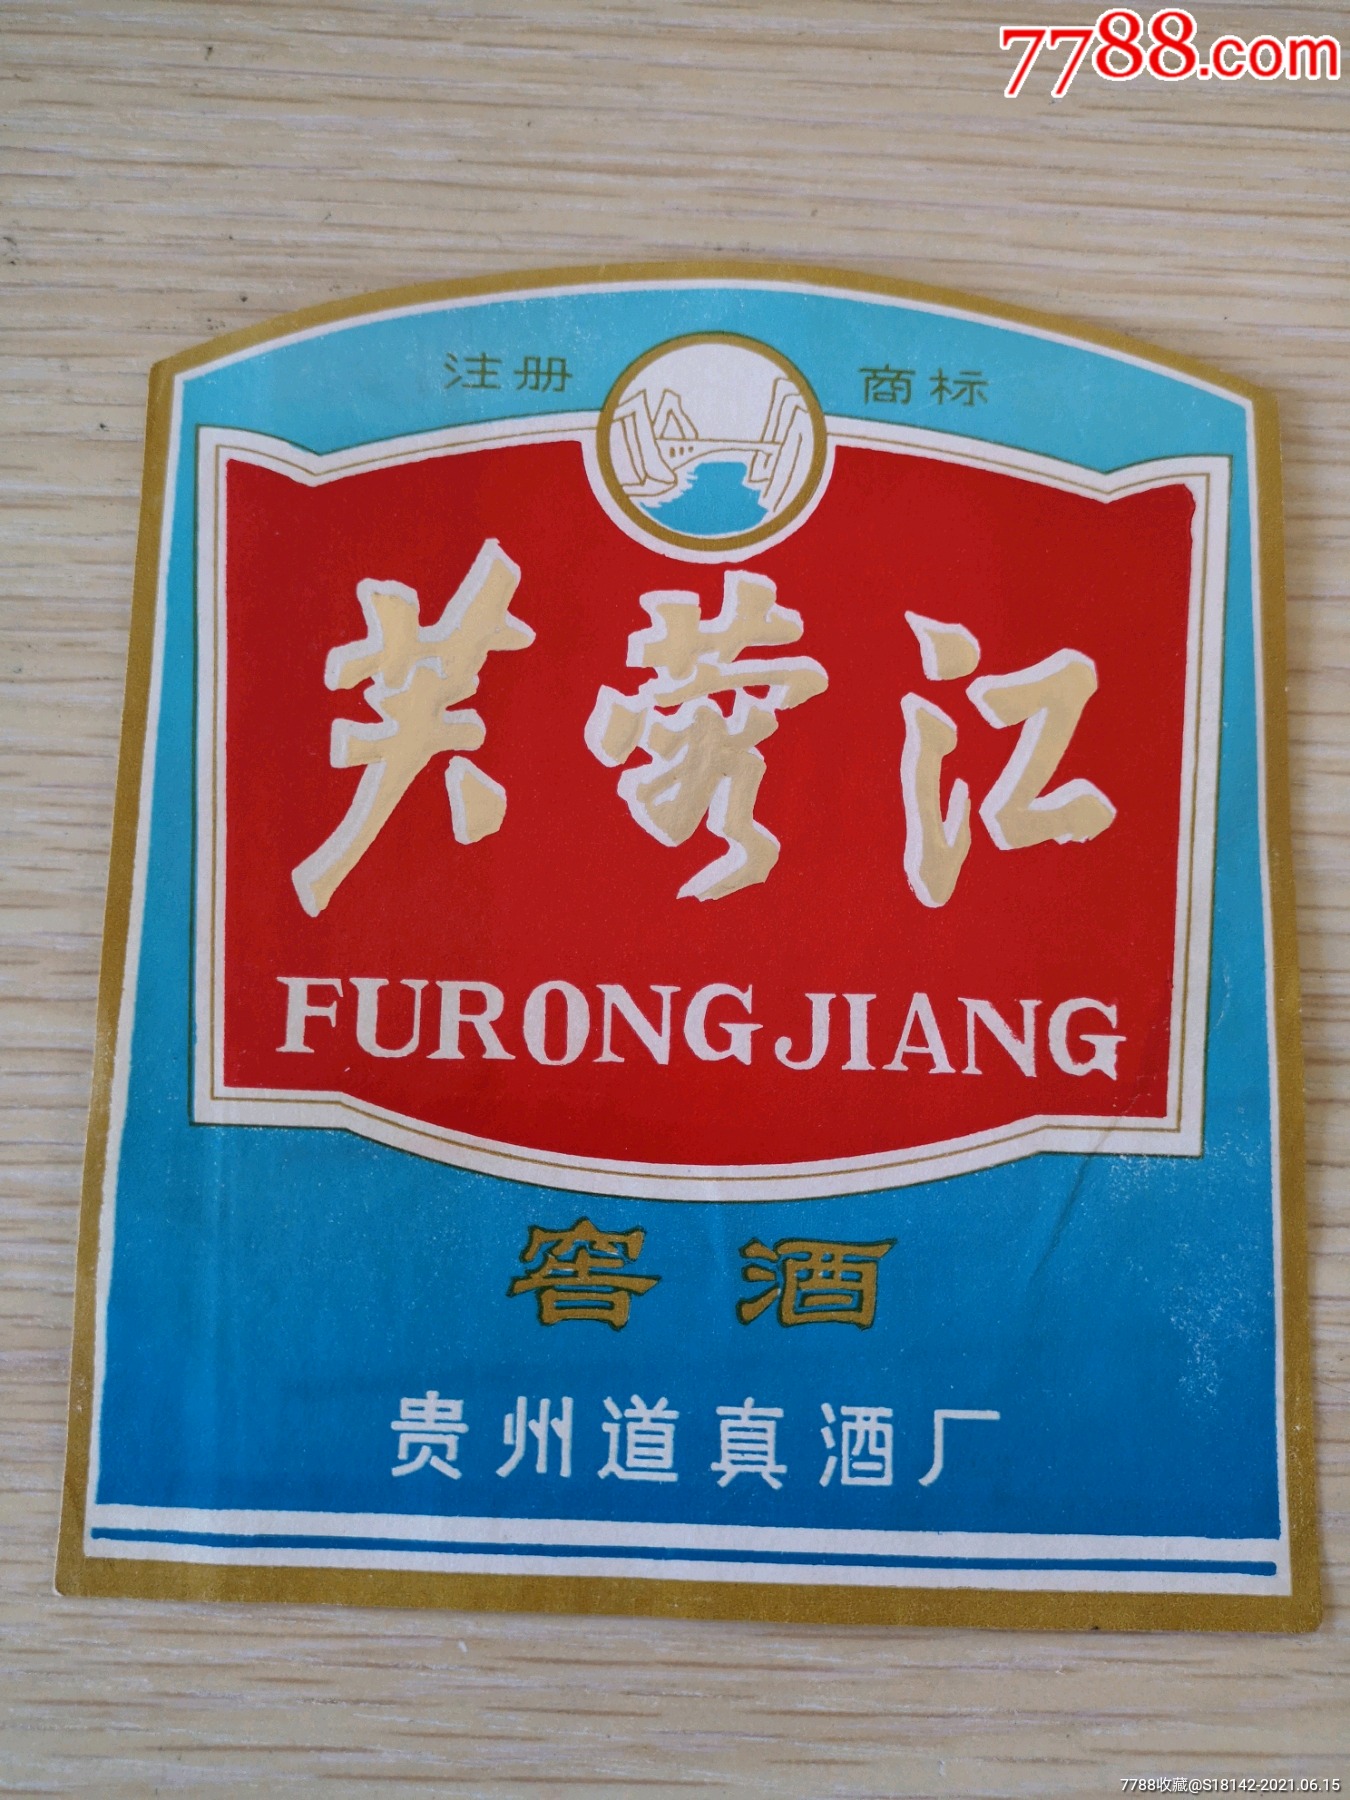 7788.com
注册 商标
芙蓉江
FURONG JIANG
窖酒
贵州道真酒厂
7788收藏@S18142-2021.06.15